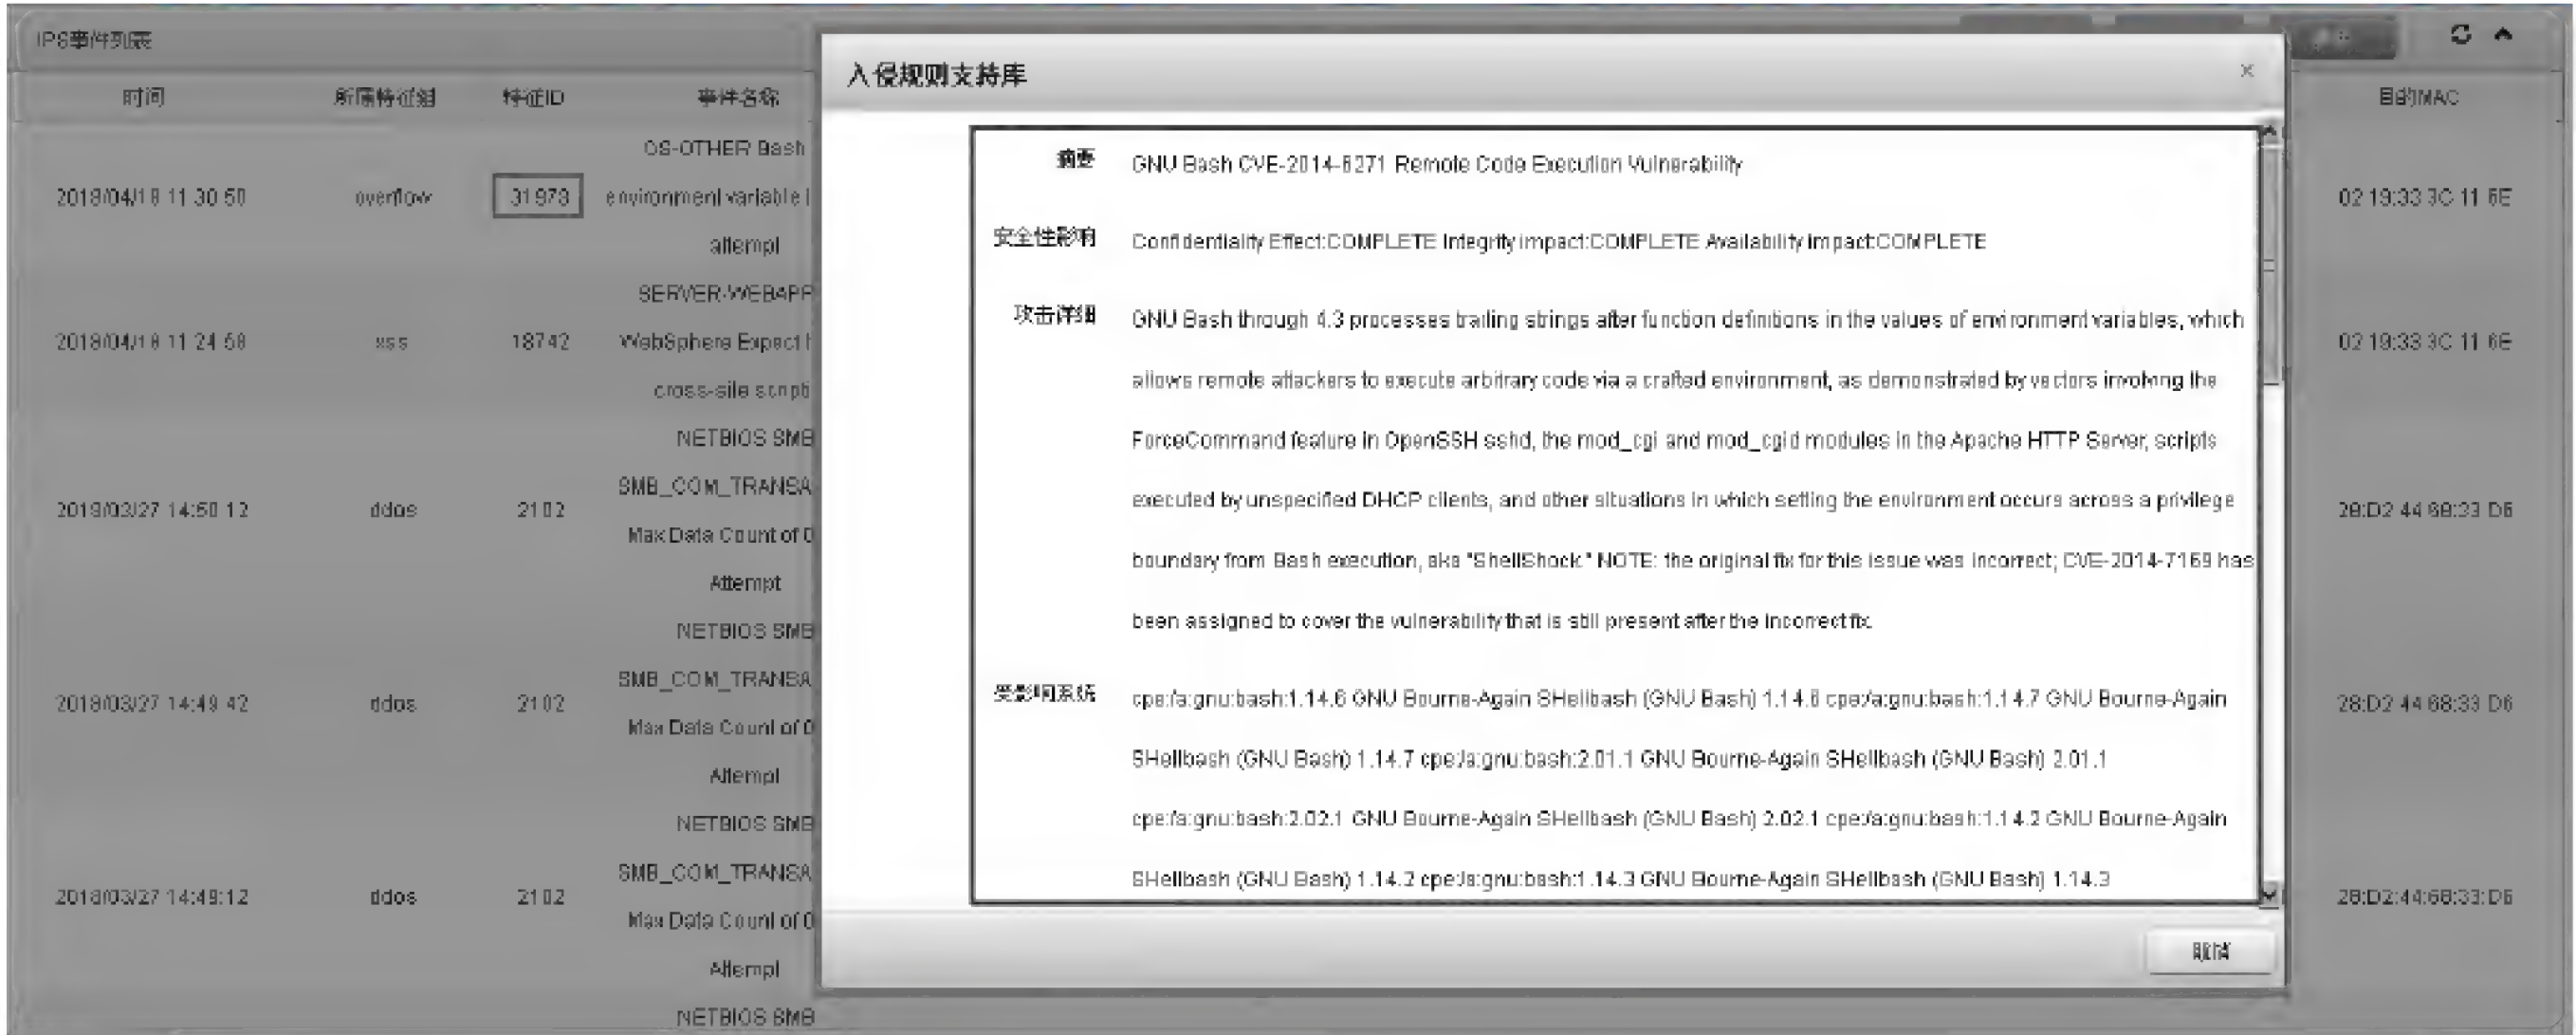 IPS事件列表
时间 所属特征组 特征ID 事件名称 目的MAC
OS-OTHER Bash
2018/04/18 11:30:50 overflow 31978 environment variable 02:19:33:3C:11:6E
attempt
SERVER-WEBAPP
2018/04/18 11:24:58 xss 18742 WebSphere Expect 02:19:33:3C:11:6E
cross-site scripti
NETBIOS SMB
SMB_COM_TRANSA
2018/03/27 14:50:12 ddos 2102 28:D2:44:68:33:D6
Max Data Count of 0
Attempt
NETBIOS SMB
SMB_COM_TRANSA
2018/03/27 14:49:42 ddos 2102 28:D2:44:68:33:D6
Max Data Count of 0
Attempt
NETBIOS SMB
SMB_COM_TRANSA
2018/03/27 14:49:12 ddos 2102 28:D2:44:68:33:D6
Max Data Count of 0
Attempt
NETBIOS SMB
入侵规则支持库
摘要 GNU Bash CVE-2014-6271 Remote Code Execution Vulnerability
安全性影响 Confidentiality Effect:COMPLETE Integrity impact:COMPLETE Availability impact:COMPLETE
攻击详细 GNU Bash through 4.3 processes trailing strings after function definitions in the values of environment variables, which
allows remote attackers to execute arbitrary code via a crafted environment, as demonstrated by vectors involving the
ForceCommand feature in OpenSSH sshd, the mod_cgi and mod_cgid modules in the Apache HTTP Server, scripts
executed by unspecified DHCP clients, and other situations in which setting the environment occurs across a privilege
boundary from Bash execution, aka "ShellShock." NOTE: the original fix for this issue was incorrect; CVE-2014-7169 has
been assigned to cover the vulnerability that is still present after the incorrect fix.
受影响系统 cpe:/a:gnu:bash:1.14.6 GNU Bourne-Again SHellbash (GNU Bash) 1.14.6 cpe:/a:gnu:bash:1.14.7 GNU Bourne-Again
SHellbash (GNU Bash) 1.14.7 cpe:/a:gnu:bash:2.01.1 GNU Bourne-Again SHellbash (GNU Bash) 2.01.1
cpe:/a:gnu:bash:2.02.1 GNU Bourne-Again SHellbash (GNU Bash) 2.02.1 cpe:/a:gnu:bash:1.14.2 GNU Bourne-Again
SHellbash (GNU Bash) 1.14.2 cpe:/a:gnu:bash:1.14.3 GNU Bourne-Again SHellbash (GNU Bash) 1.14.3
取消